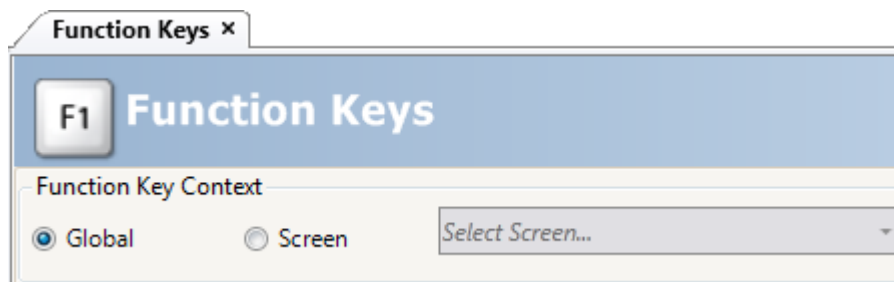 Function Keys ×
F1 Function Keys
Function Key Context
Global Screen Select Screen...